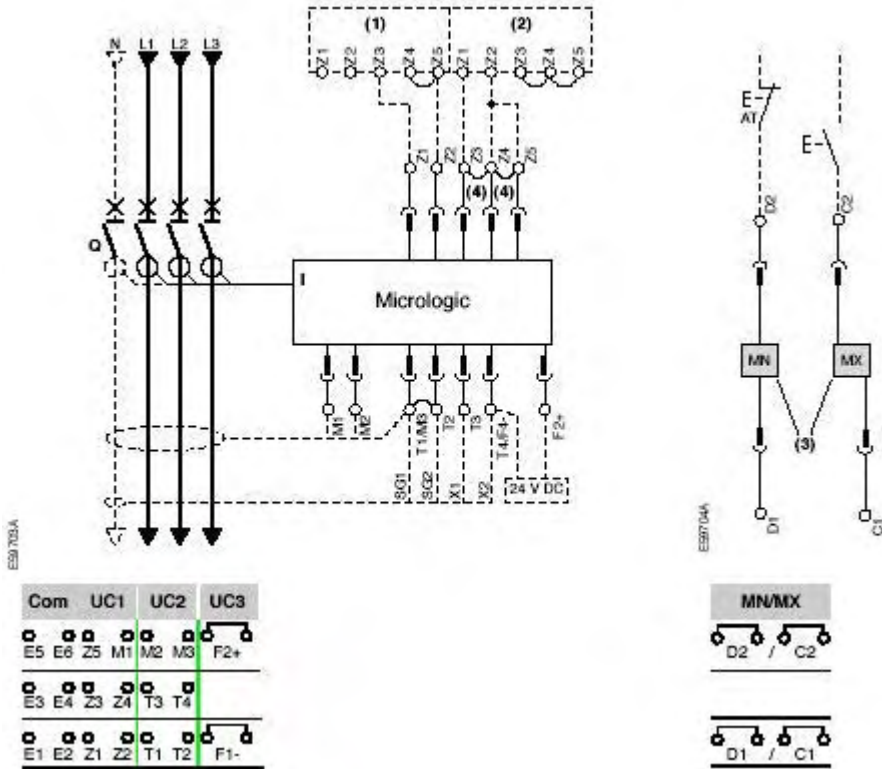 (1) (2)
Z1 Z2 Z3 Z4 Z5 Z1 Z2 Z3 Z4 Z5
N L1 L2 L3
E
AT
E
Z1 Z2 Z3 Z4 Z5
(4) (4)
D2 C2
Q
I
Micrologic
MN MX
(3)
M1 M2 T1/M3 T2 T3 T4/F4- F2+
SG1 SG2 X1 X2 24 V DC
D1 C1
E59703A
E59704A
Com UC1 UC2 UC3
E5 E6 Z5 M1 M2 M3 F2+
E3 E4 Z3 Z4 T3 T4
E1 E2 Z1 Z2 T1 T2 F1-
MN/MX
D2 / C2
D1 / C1